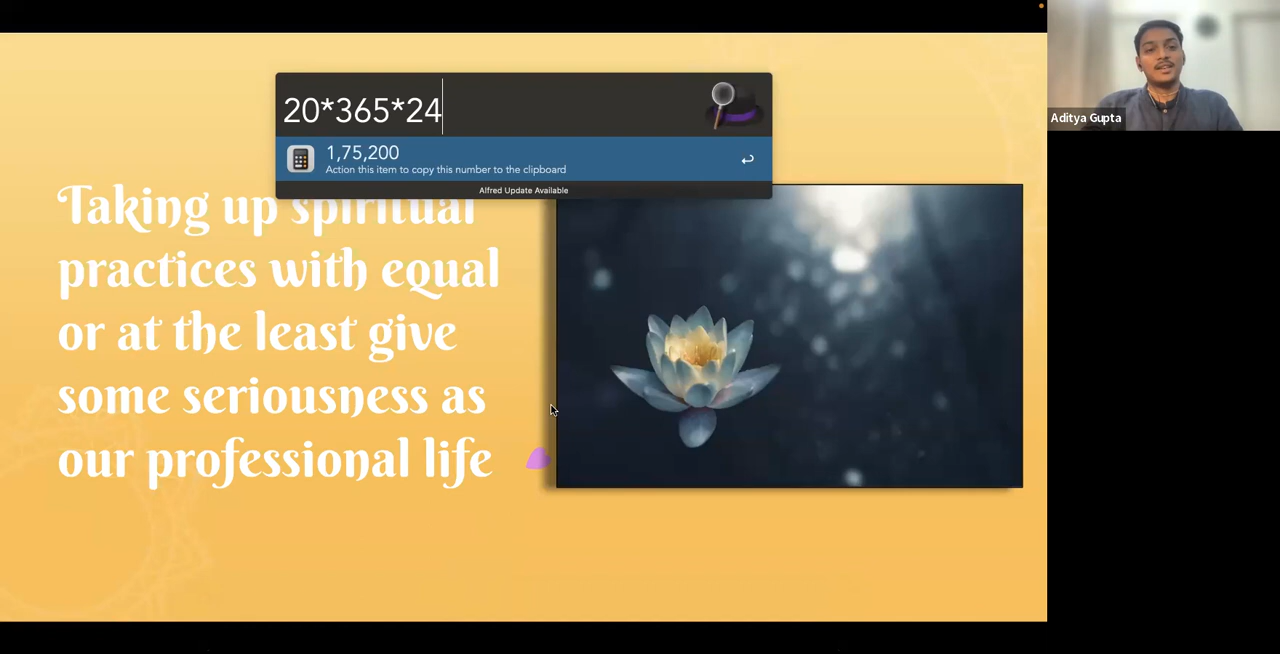 20*365*24
1,75,200
Action this item to copy this number to the clipboard
Alfred Update Available
Aditya Gupta
Taking up spiritual
practices with equal
or at the least give
some seriousness as
our professional life